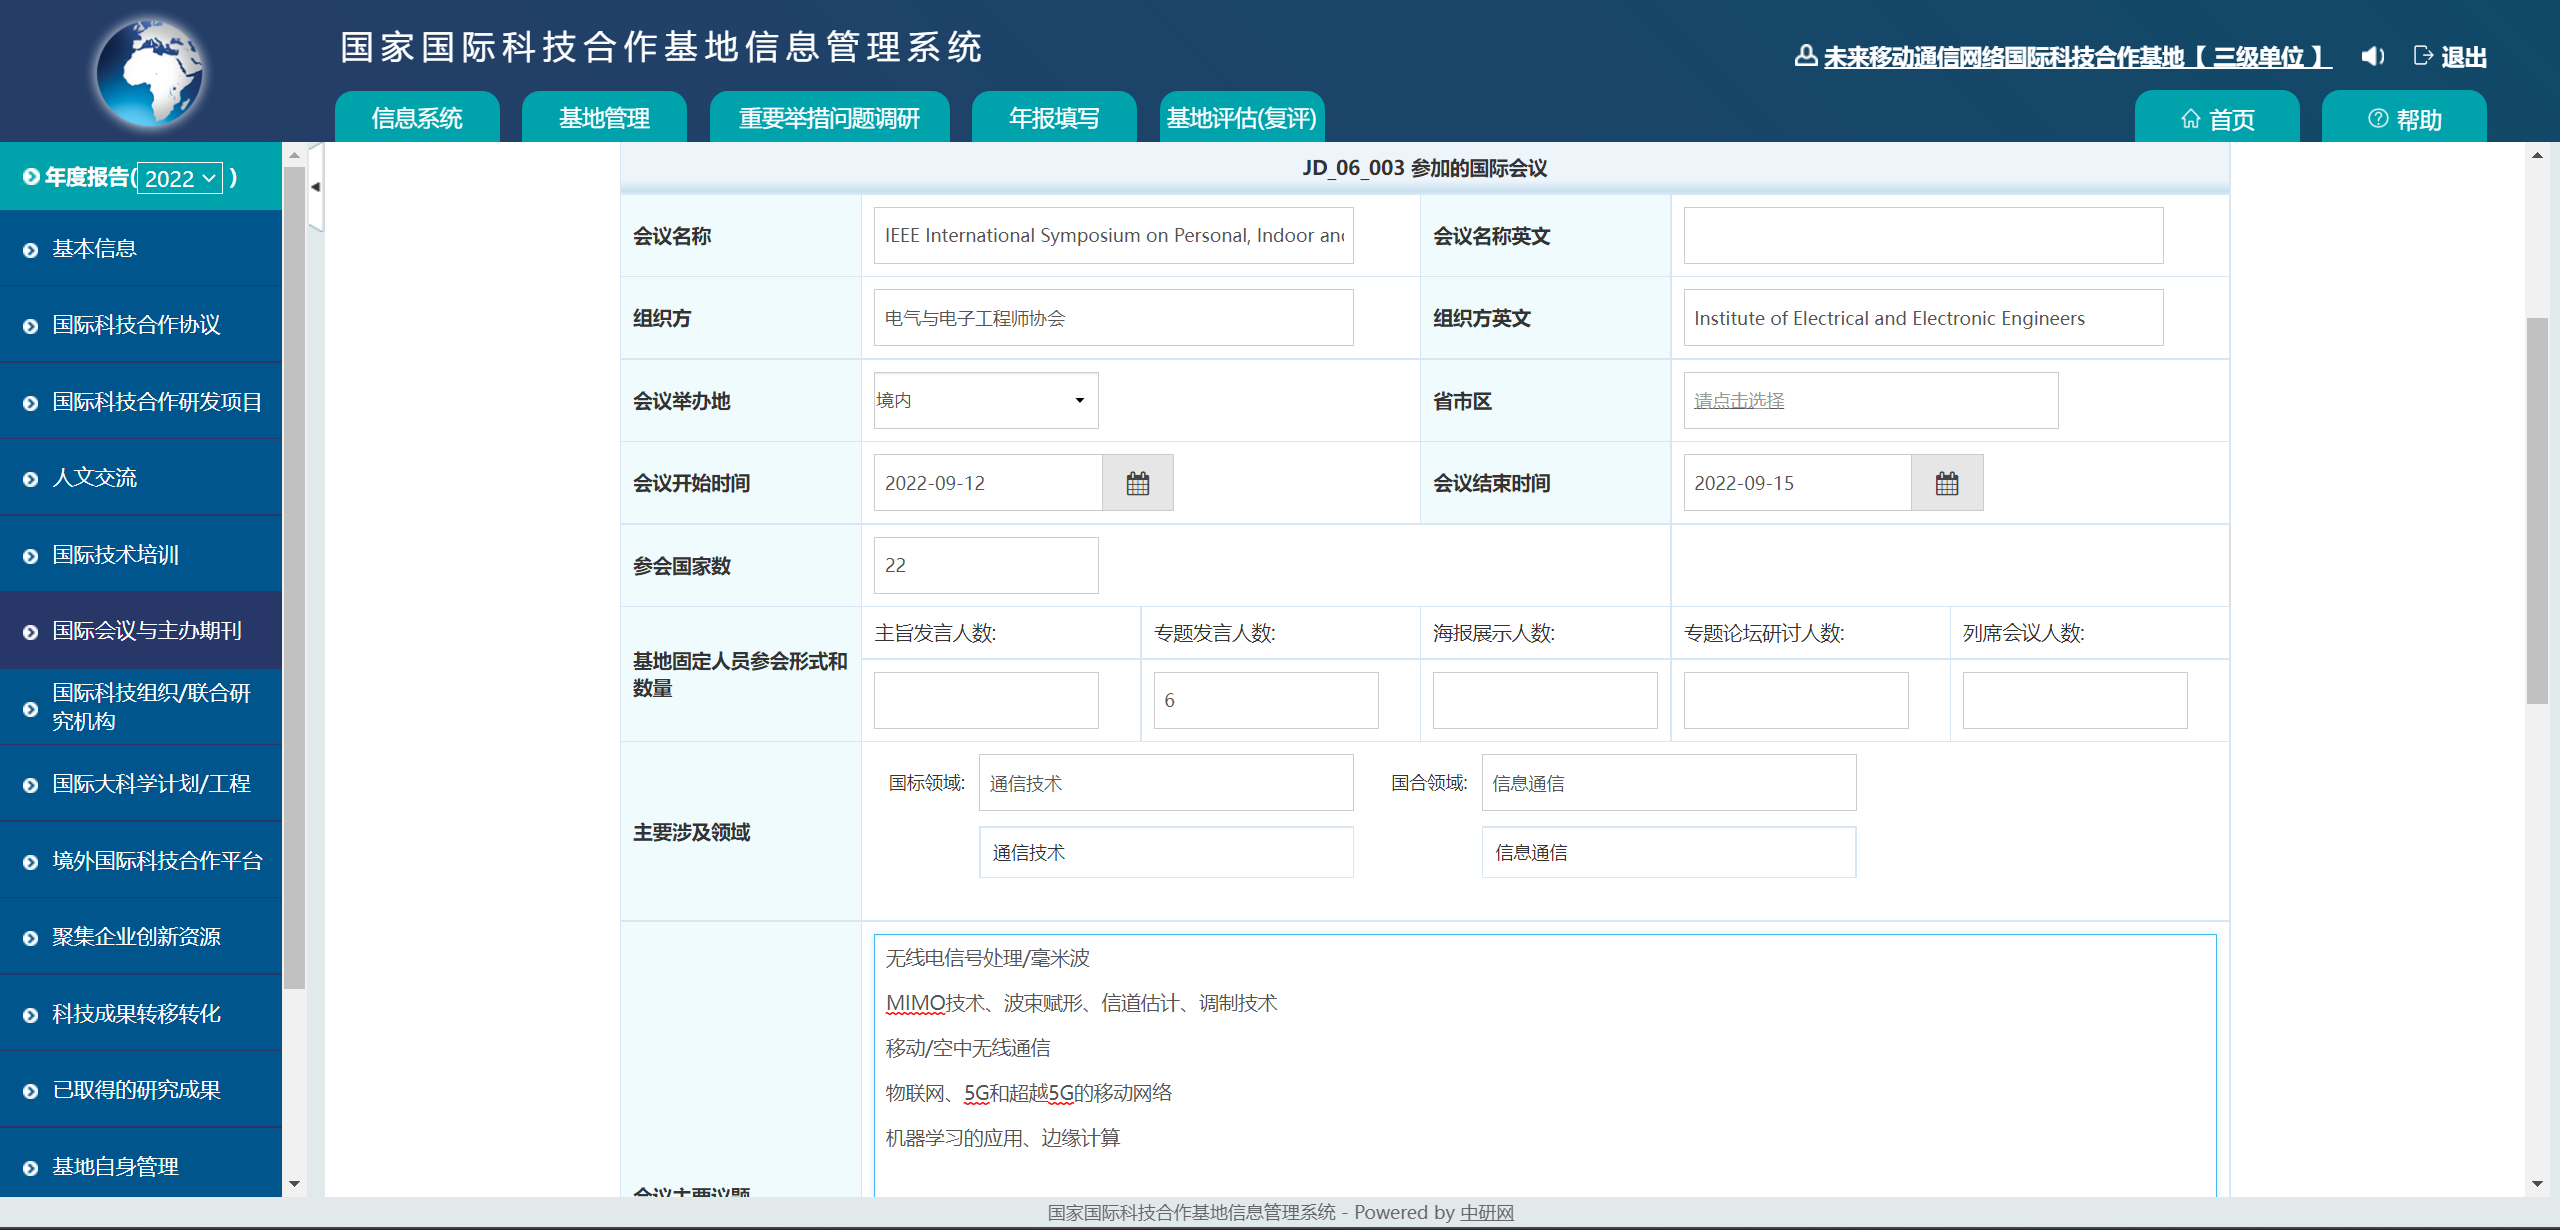 国家国际科技合作基地信息管理系统
未来移动通信网络国际科技合作基地【 三级单位 】
退出
信息系统
基地管理
重要举措问题调研
年报填写
基地评估(复评)
首页
帮助
年度报告( 2022 )
基本信息
国际科技合作协议
国际科技合作研发项目
人文交流
国际技术培训
国际会议与主办期刊
国际科技组织/联合研
究机构
国际大科学计划/工程
境外国际科技合作平台
聚集企业创新资源
科技成果转移转化
已取得的研究成果
基地自身管理
JD_06_003 参加的国际会议
会议名称
IEEE International Symposium on Personal, Indoor and
会议名称英文
组织方
电气与电子工程师协会
组织方英文
Institute of Electrical and Electronic Engineers
会议举办地
境内
省市区
请点击选择
会议开始时间
2022-09-12
会议结束时间
2022-09-15
参会国家数
22
基地固定人员参会形式和
数量
主旨发言人数:
专题发言人数:
海报展示人数:
专题论坛研讨人数:
列席会议人数:
6
主要涉及领域
国标领域:
通信技术
国合领域:
信息通信
通信技术
信息通信
会议主要议题
无线电信号处理/毫米波
MIMO技术、波束赋形、信道估计、调制技术
移动/空中无线通信
物联网、5G和超越5G的移动网络
机器学习的应用、边缘计算
国家国际科技合作基地信息管理系统 - Powered by 中研网